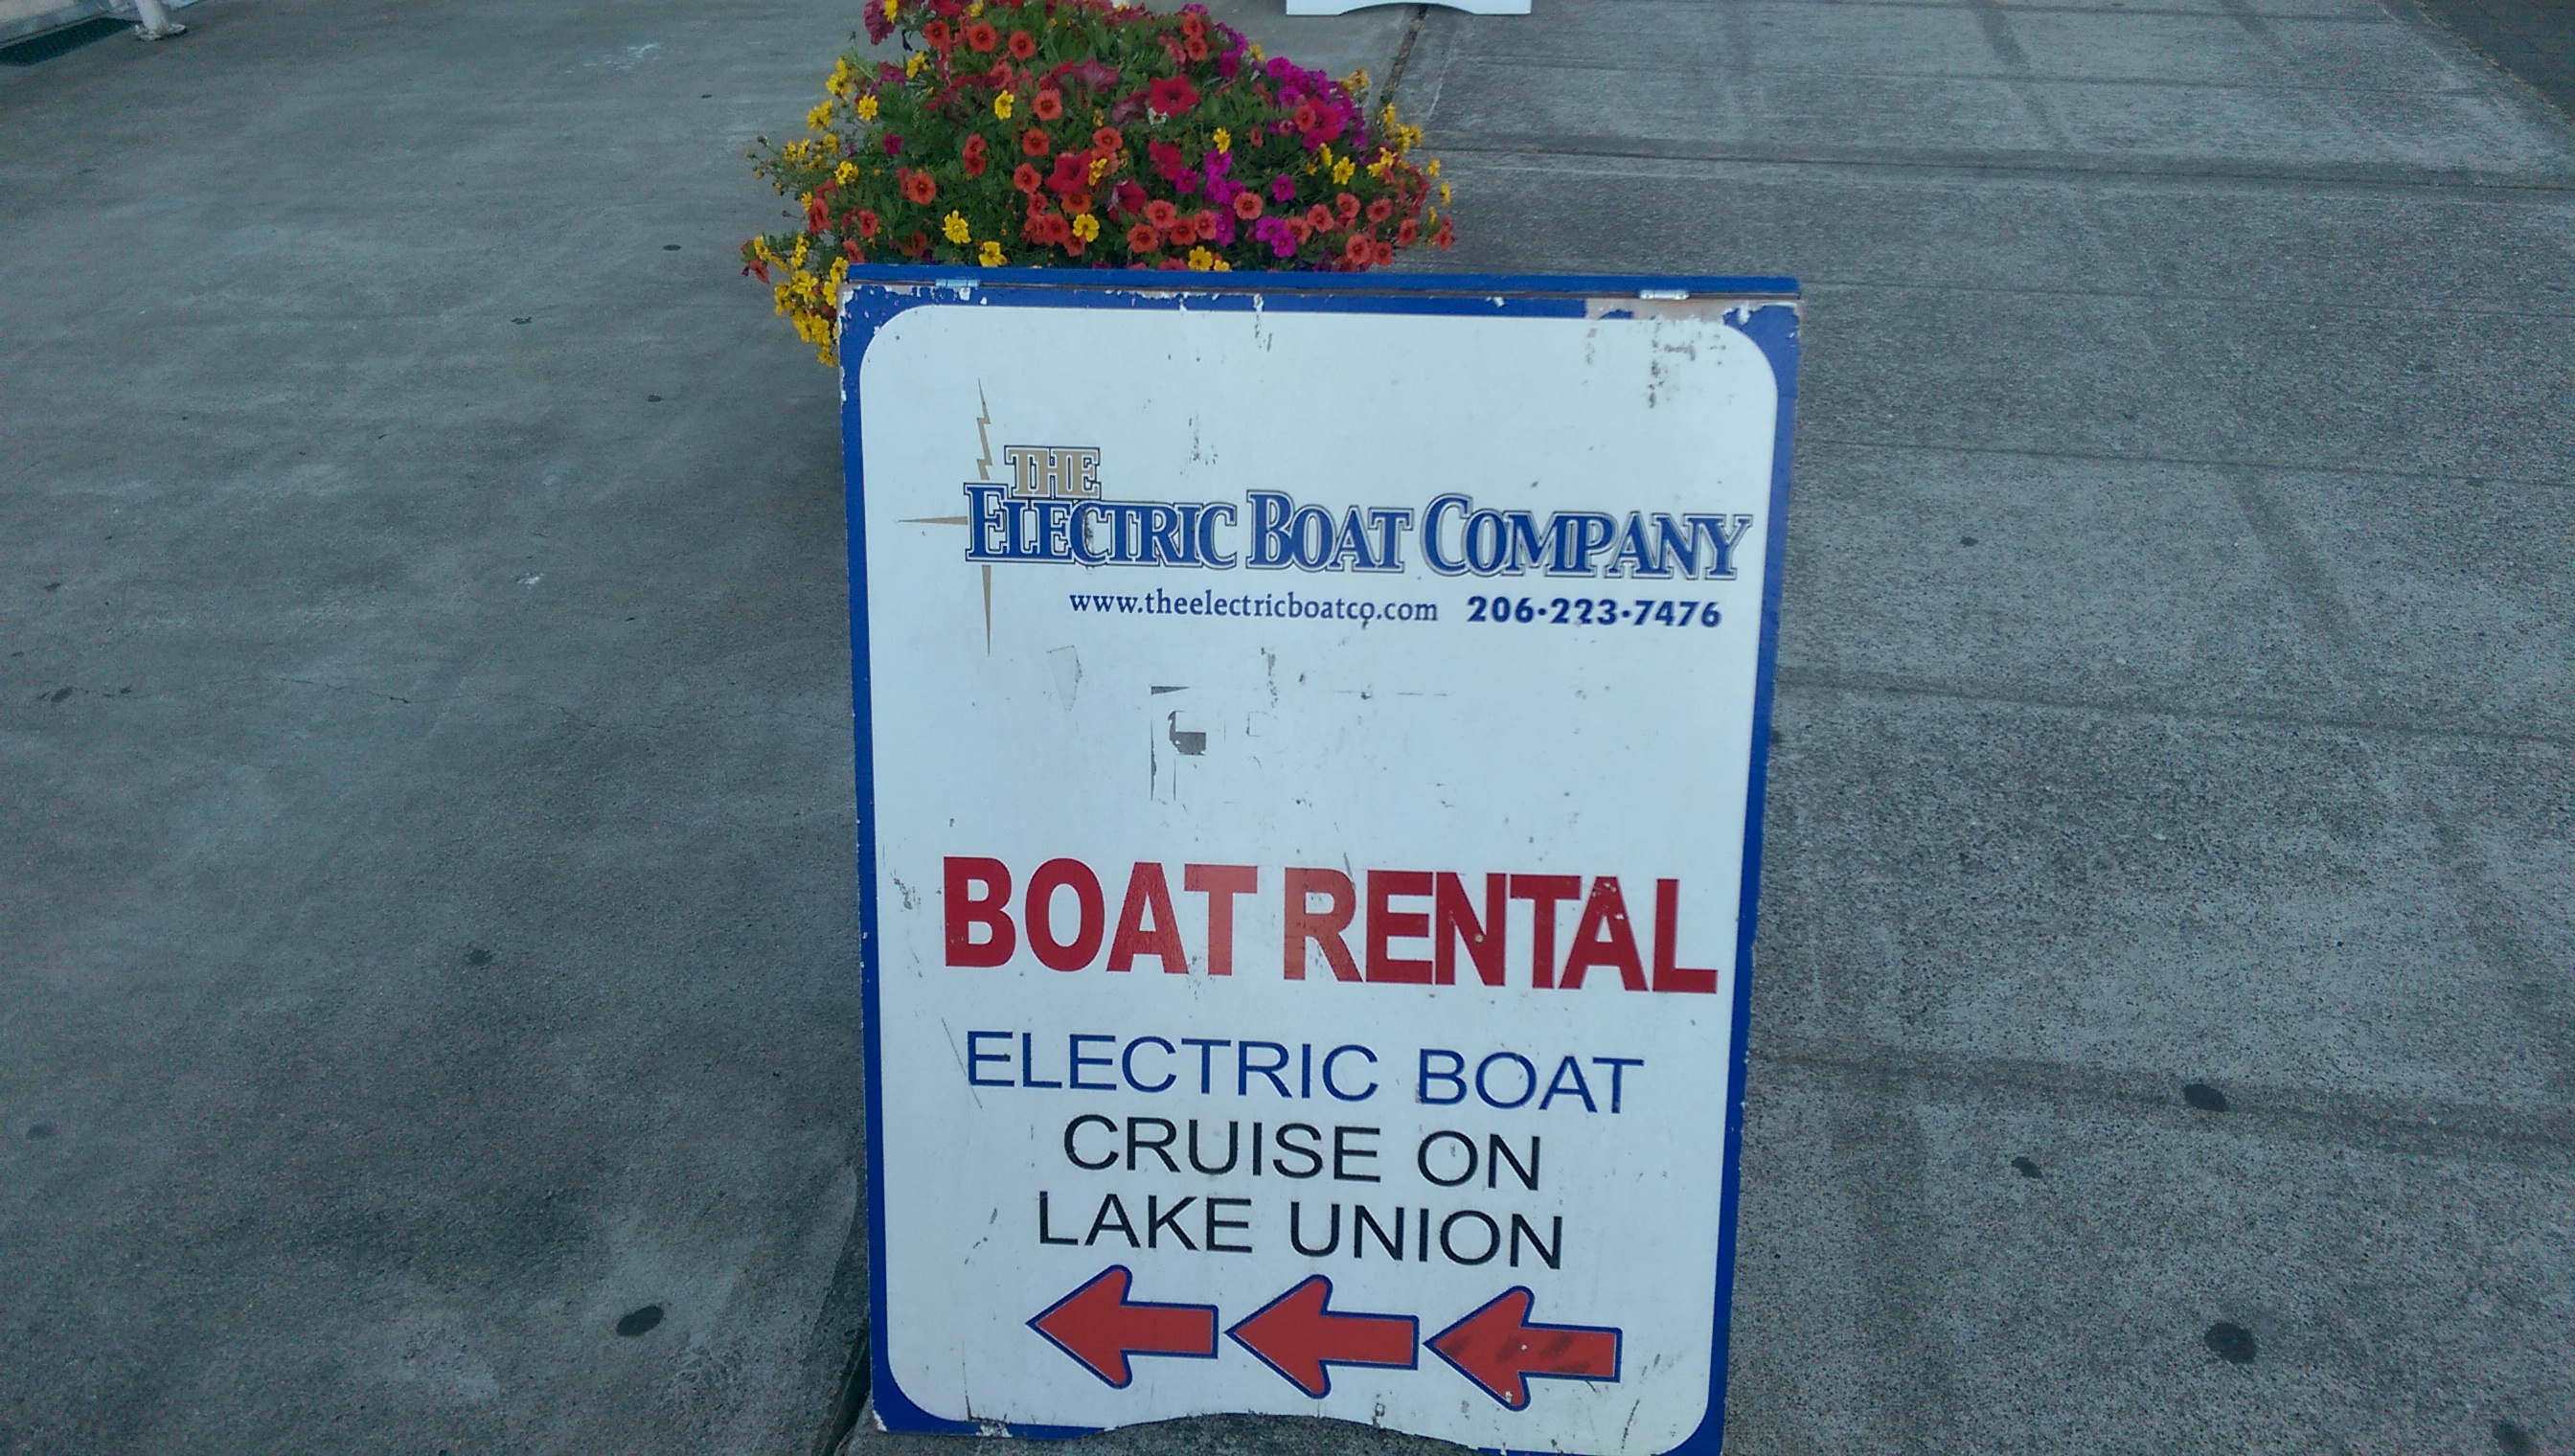 THE
ELECTRIC BOAT COMPANY
www.theelectricboatco.com 206·223·7476
BOAT RENTAL
ELECTRIC BOAT
CRUISE ON
LAKE UNION